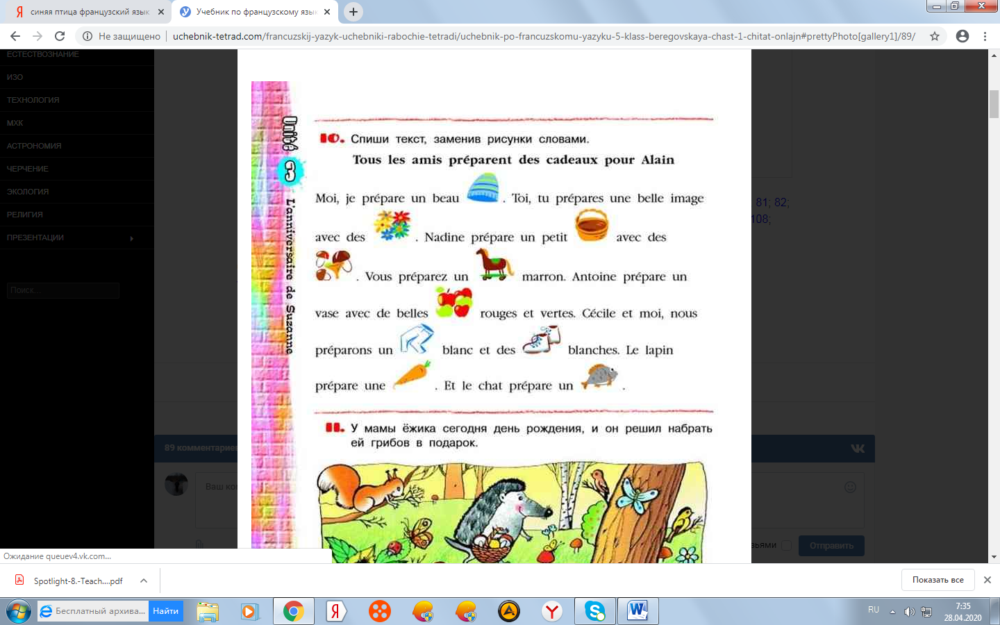 синяя птица французский язык
Учебник по французскому язык
Не защищено
uchebnik-tetrad.com/francuzskij-yazyk-uchebniki-rabochie-tetradi/uchebnik-po-francuzskomu-yazyku-5-klass-beregovskaya-chast-1-chitat-onlajn#prettyPhoto[gallery1]/89/
ЕСТЕСТВОЗНАНИЕ
ИЗО
ТЕХНОЛОГИЯ
МХК
АСТРОНОМИЯ
ЧЕРЧЕНИЕ
ЭКОЛОГИЯ
РЕЛИГИЯ
ПРЕЗЕНТАЦИИ
Поиск...
Unité 3 L'anniversaire de Suzanne
10. Спиши текст, заменив рисунки словами.
Tous les amis préparent des cadeaux pour Alain
Moi, je prépare un beau . Toi, tu prépares une belle image
avec des . Nadine prépare un petit avec des
. Vous préparez un marron. Antoine prépare un
vase avec de belles rouges et vertes. Cécile et moi, nous
préparons un blanc et des blanches. Le lapin
prépare une . Et le chat prépare un .
11. У мамы ёжика сегодня день рождения, и он решил набрать
ей грибов в подарок.
81; 82;
108;
89 комментариев
Ваш ком
Отправить
Ожидание queuev4.vk.com...
Spotlight-8.-Teach....pdf
Показать все
Бесплатный архива...
Найти
RU
7:35
28.04.2020